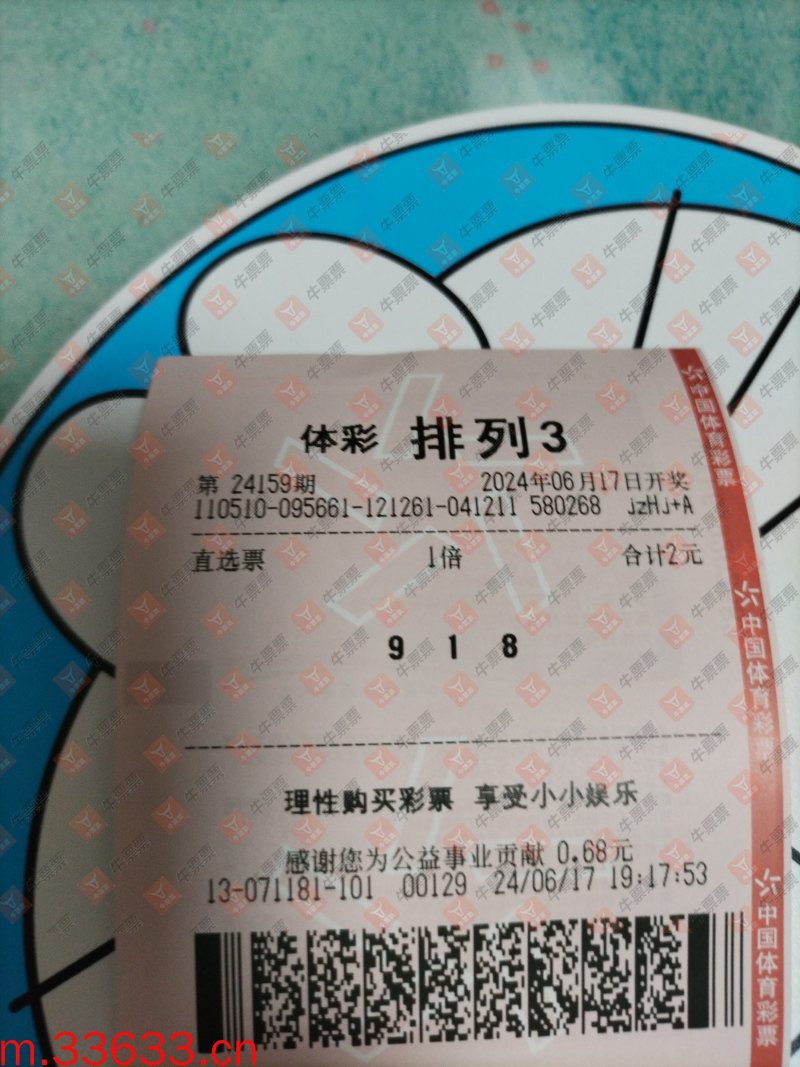 体彩 排列3
第 24159期 2024年06月17日开奖
110510-095661-121261-041211 580268 JzHJ+A
直选票 1倍 合计2元
9 1 8
理性购买彩票 享受小小娱乐
感谢您为公益事业贡献 0.68元
13-071181-101 00129 24/06/17 19:17:53
中国体育彩票
中国体育彩票
中国体育彩票
牛票票
m.33633.cn